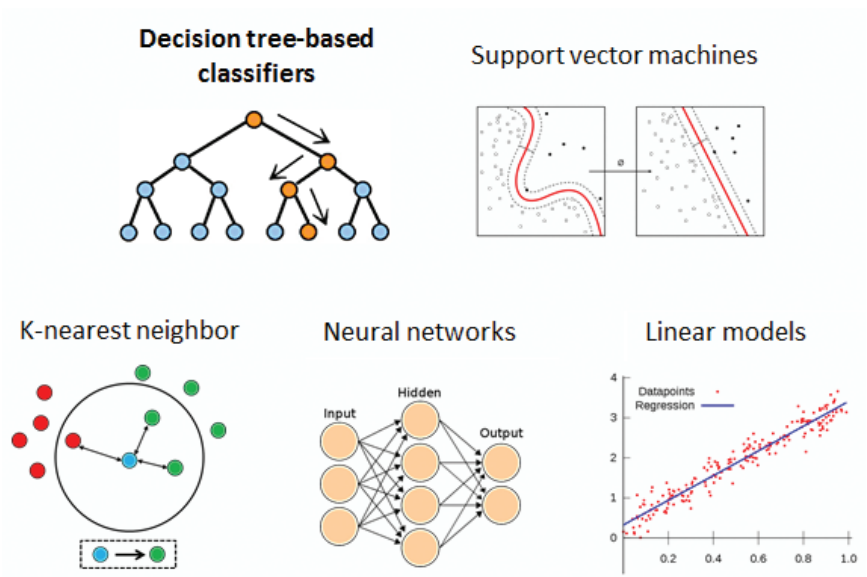 Decision tree-based
classifiers
Support vector machines
ø
K-nearest neighbor
Neural networks
Input
Hidden
Output
Linear models
4
Datapoints
Regression
3
2
1
0
0.2
0.4
0.6
0.8
1.0